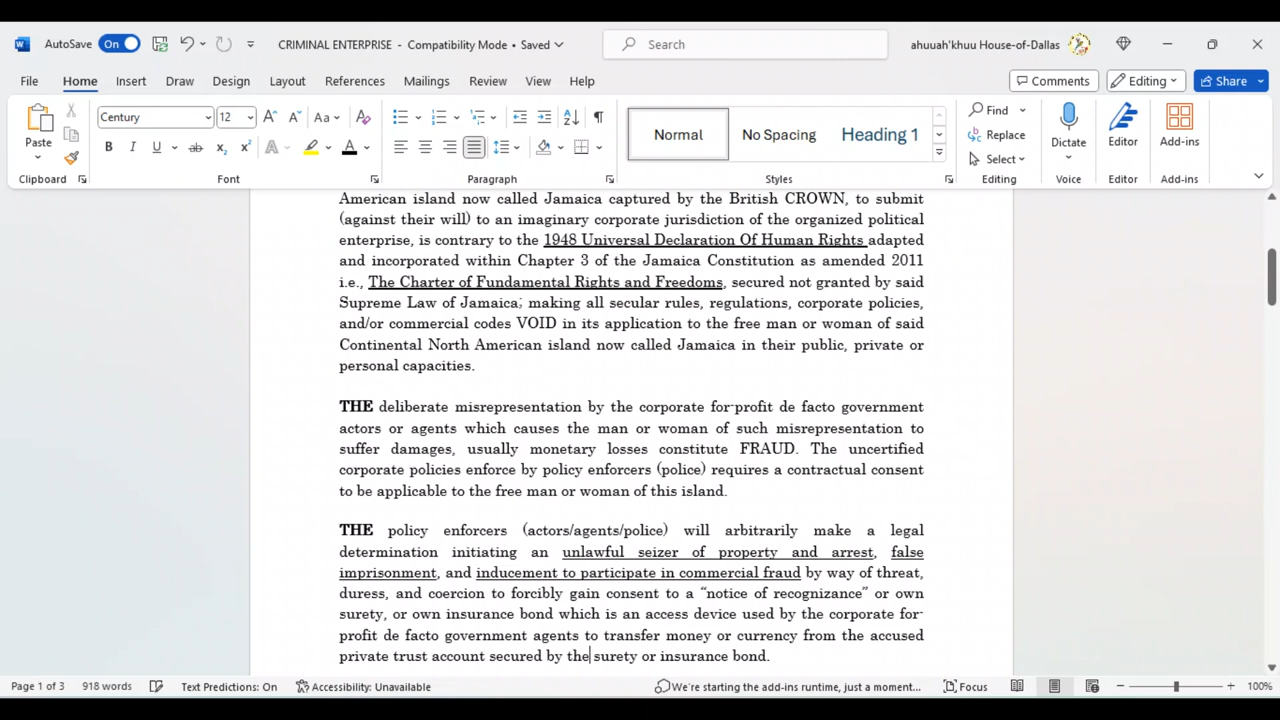 AutoSave On
CRIMINAL ENTERPRISE - Compatibility Mode • Saved
Search
ahuuah'khuu House-of-Dallas
File Home Insert Draw Design Layout References Mailings Review View Help
Comments Editing Share
Paste
Century 12
Aa
B I U ab x₂ x² A A
Normal No Spacing Heading 1
Find
Replace
Select
Dictate
Editor
Add-ins
Clipboard Font Paragraph Styles Editing Voice Editor Add-ins
American island now called Jamaica captured by the British CROWN, to submit
(against their will) to an imaginary corporate jurisdiction of the organized political
enterprise, is contrary to the 1948 Universal Declaration Of Human Rights adapted
and incorporated within Chapter 3 of the Jamaica Constitution as amended 2011
i.e., The Charter of Fundamental Rights and Freedoms, secured not granted by said
Supreme Law of Jamaica; making all secular rules, regulations, corporate policies,
and/or commercial codes VOID in its application to the free man or woman of said
Continental North American island now called Jamaica in their public, private or
personal capacities.
THE deliberate misrepresentation by the corporate for-profit de facto government
actors or agents which causes the man or woman of such misrepresentation to
suffer damages, usually monetary losses constitute FRAUD. The uncertified
corporate policies enforce by policy enforcers (police) requires a contractual consent
to be applicable to the free man or woman of this island.
THE policy enforcers (actors/agents/police) will arbitrarily make a legal
determination initiating an unlawful seizer of property and arrest, false
imprisonment, and inducement to participate in commercial fraud by way of threat,
duress, and coercion to forcibly gain consent to a “notice of recognizance” or own
surety, or own insurance bond which is an access device used by the corporate for-
profit de facto government agents to transfer money or currency from the accused
private trust account secured by the surety or insurance bond.
Page 1 of 3 918 words Text Predictions: On Accessibility: Unavailable We're starting the add-ins runtime, just a moment... Focus 100%